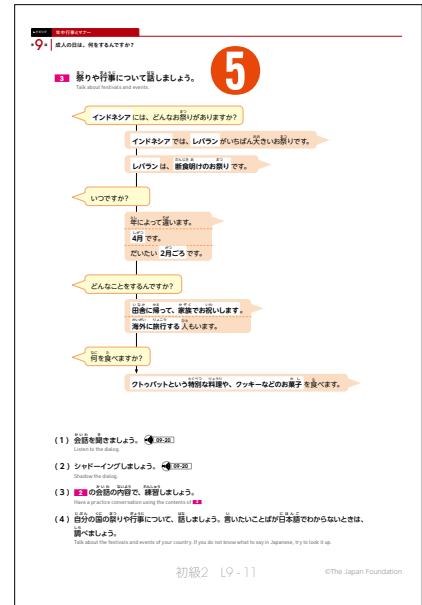 ▶トピック 年中行事とマナー
第9課 成人の日は、何をするんですか？
5
3 祭りや行事について話しましょう。
Talk about festivals and events.
インドネシア には、どんなお祭りがありますか？
インドネシア では、レバラン がいちばん大きいお祭りです。
レバラン は、断食明けのお祭り です。
いつですか？
年によって違います。
4月 です。
だいたい 2月ごろ です。
どんなことをするんですか？
田舎に帰って、家族でお祝いします。
海外に旅行する 人もいます。
何を食べますか？
クトゥパットという特別な料理や、クッキーなどのお菓子 を食べます。
(1) 会話を聞きましょう。 09-20
Listen to the dialog.
(2) シャドーイングしましょう。 09-20
Shadow the dialog.
(3) 2 の会話の内容で、練習しましょう。
Have a practice conversation using the contents of 2.
(4) 自分の国の祭りや行事について、話しましょう。言いたいことばが日本語でわからないときは、
調べましょう。
Talk about the festivals and events of your country. If you do not know what to say in Japanese, try to look it up.
初級2 L9 - 11
©The Japan Foundation